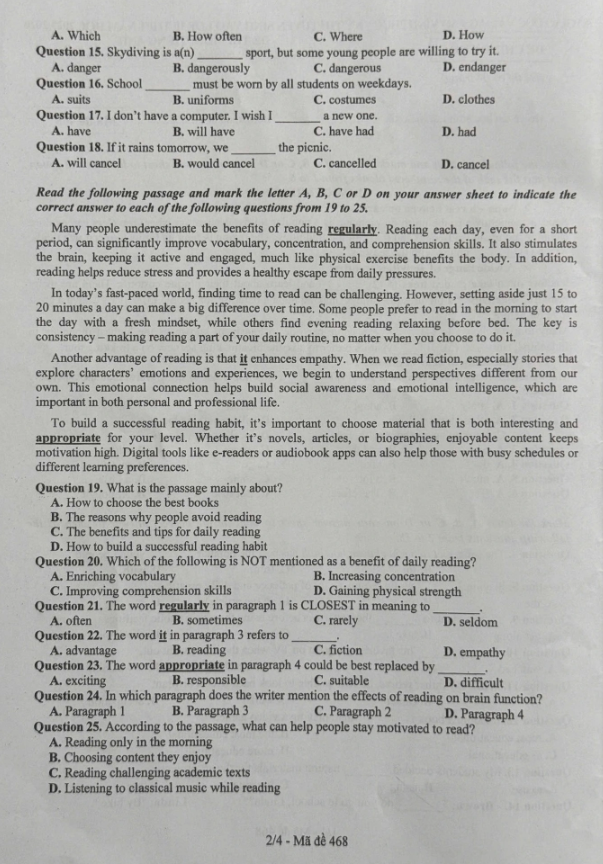 A. Which B. How often C. Where D. How
Question 15. Skydiving is a(n) _______ sport, but some young people are willing to try it.
A. danger B. dangerously C. dangerous D. endanger
Question 16. School _______ must be worn by all students on weekdays.
A. suits B. uniforms C. costumes D. clothes
Question 17. I don't have a computer. I wish I _______ a new one.
A. have B. will have C. have had D. had
Question 18. If it rains tomorrow, we _______ the picnic.
A. will cancel B. would cancel C. cancelled D. cancel
Read the following passage and mark the letter A, B, C or D on your answer sheet to indicate the
correct answer to each of the following questions from 19 to 25.
Many people underestimate the benefits of reading regularly. Reading each day, even for a short
period, can significantly improve vocabulary, concentration, and comprehension skills. It also stimulates
the brain, keeping it active and engaged, much like physical exercise benefits the body. In addition,
reading helps reduce stress and provides a healthy escape from daily pressures.
In today's fast-paced world, finding time to read can be challenging. However, setting aside just 15 to
20 minutes a day can make a big difference over time. Some people prefer to read in the morning to start
the day with a fresh mindset, while others find evening reading relaxing before bed. The key is
consistency – making reading a part of your daily routine, no matter when you choose to do it.
Another advantage of reading is that it enhances empathy. When we read fiction, especially stories that
explore characters' emotions and experiences, we begin to understand perspectives different from our
own. This emotional connection helps build social awareness and emotional intelligence, which are
important in both personal and professional life.
To build a successful reading habit, it's important to choose material that is both interesting and
appropriate for your level. Whether it's novels, articles, or biographies, enjoyable content keeps
motivation high. Digital tools like e-readers or audiobook apps can also help those with busy schedules or
different learning preferences.
Question 19. What is the passage mainly about?
A. How to choose the best books
B. The reasons why people avoid reading
C. The benefits and tips for daily reading
D. How to build a successful reading habit
Question 20. Which of the following is NOT mentioned as a benefit of daily reading?
A. Enriching vocabulary B. Increasing concentration
C. Improving comprehension skills D. Gaining physical strength
Question 21. The word regularly in paragraph 1 is CLOSEST in meaning to _______.
A. often B. sometimes C. rarely D. seldom
Question 22. The word it in paragraph 3 refers to _______.
A. advantage B. reading C. fiction D. empathy
Question 23. The word appropriate in paragraph 4 could be best replaced by _______.
A. exciting B. responsible C. suitable D. difficult
Question 24. In which paragraph does the writer mention the effects of reading on brain function?
A. Paragraph 1 B. Paragraph 3 C. Paragraph 2 D. Paragraph 4
Question 25. According to the passage, what can help people stay motivated to read?
A. Reading only in the morning
B. Choosing content they enjoy
C. Reading challenging academic texts
D. Listening to classical music while reading
2/4 - Mã đề 468